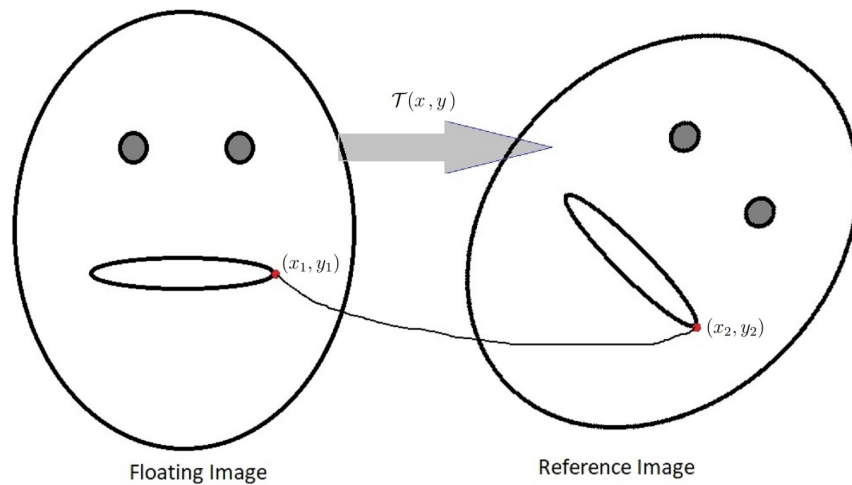 𝒯(x, y)
(x₁, y₁)
(x₂, y₂)
Floating Image
Reference Image